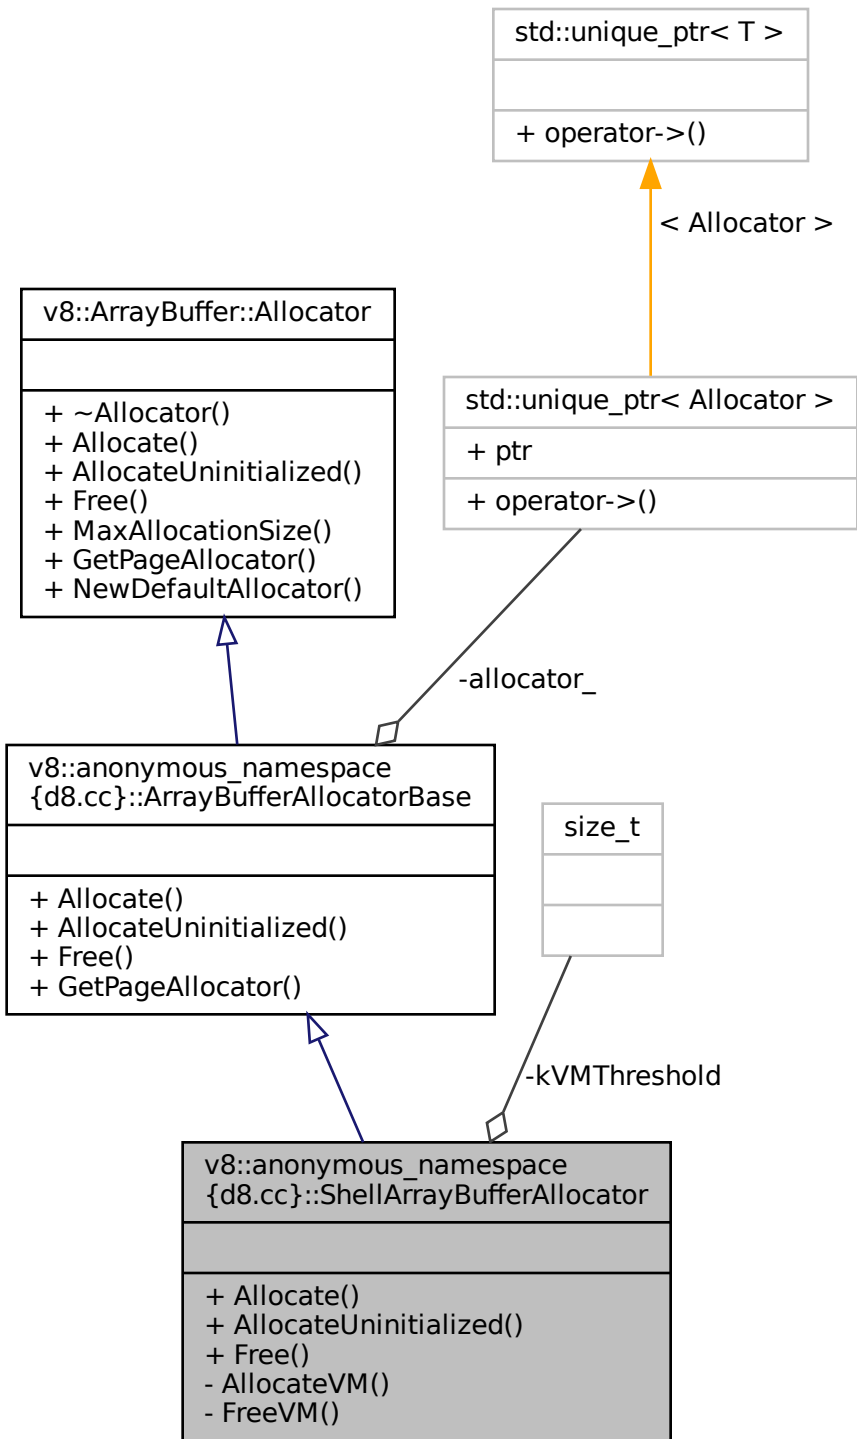 std::unique_ptr< T >
+ operator->()
< Allocator >
v8::ArrayBuffer::Allocator
+ ~Allocator()
+ Allocate()
+ AllocateUninitialized()
+ Free()
+ MaxAllocationSize()
+ GetPageAllocator()
+ NewDefaultAllocator()
std::unique_ptr< Allocator >
+ ptr
+ operator->()
-allocator_
v8::anonymous_namespace
{d8.cc}::ArrayBufferAllocatorBase
+ Allocate()
+ AllocateUninitialized()
+ Free()
+ GetPageAllocator()
size_t
-kVMThreshold
v8::anonymous_namespace
{d8.cc}::ShellArrayBufferAllocator
+ Allocate()
+ AllocateUninitialized()
+ Free()
- AllocateVM()
- FreeVM()